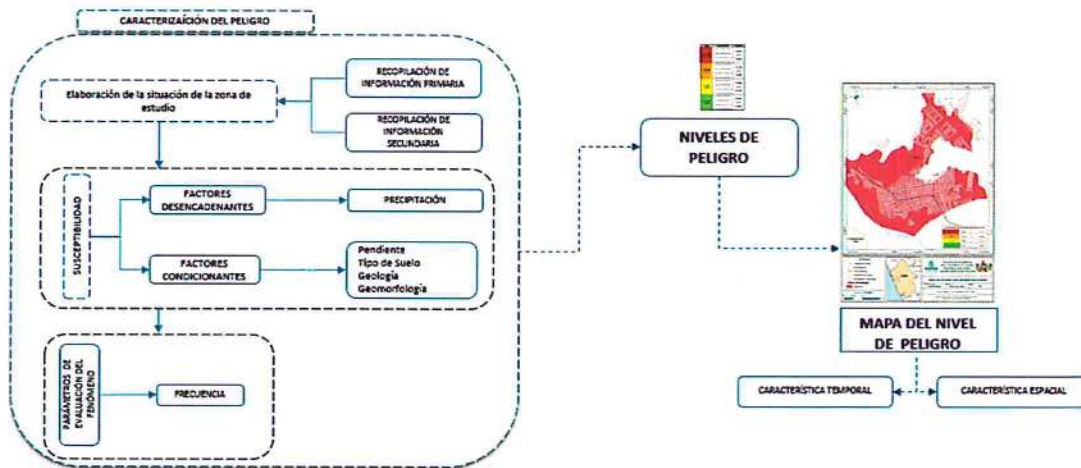 CARACTERIZAÍCIÓN DEL PELIGRO
Elaboración de la situación de la zona de
estudio
RECOPILACIÓN DE
INFORMACIÓN PRIMARIA
RECOPILACIÓN DE
INFORMACIÓN
SECUNDARIA
SUSCEPTIBILIDAD
FACTORES
DESENCADENANTES
PRECIPITACIÓN
FACTORES
CONDICIONANTES
Pendiente
Tipo de Suelo
Geología
Geomorfología
PARÁMETROS DE
EVALUACIÓN DEL
FENÓMENO
FRECUENCIA
NIVELES DE
PELIGRO
MAPA DEL NIVEL
DE PELIGRO
CARACTERÍSTICA TEMPORAL
CARACTERÍSTICA ESPACIAL